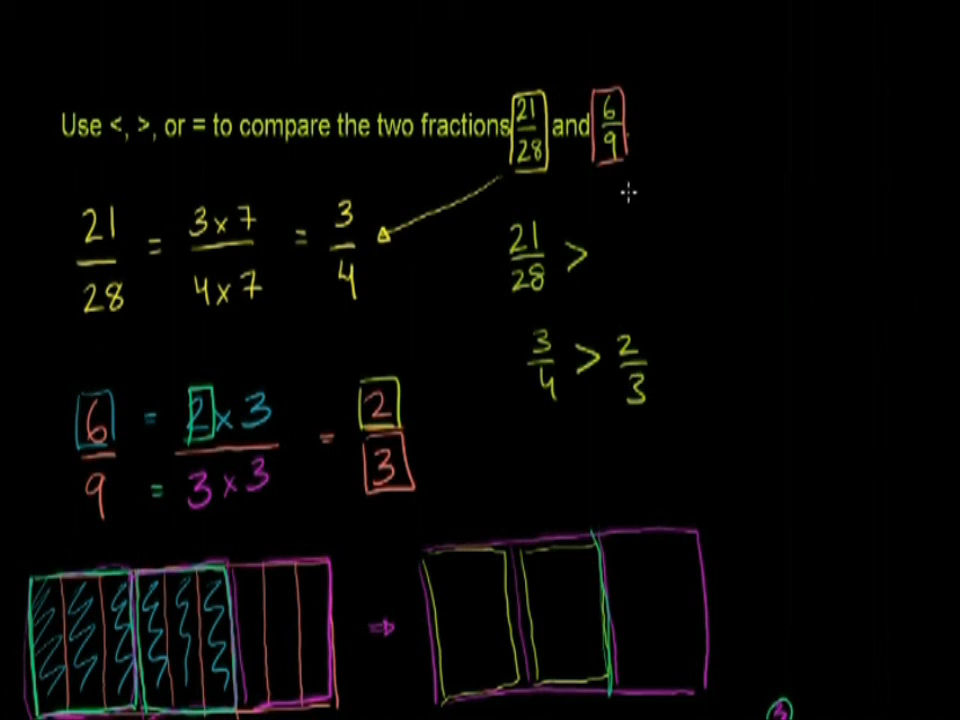 Use <, >, or = to compare the two fractions 21/28 and 6/9.
21/28 = 3 x 7 / 4 x 7 = 3/4
21/28 >
3/4 > 2/3
6/9 = 2 x 3 / = 3 x 3 = 2/3
3